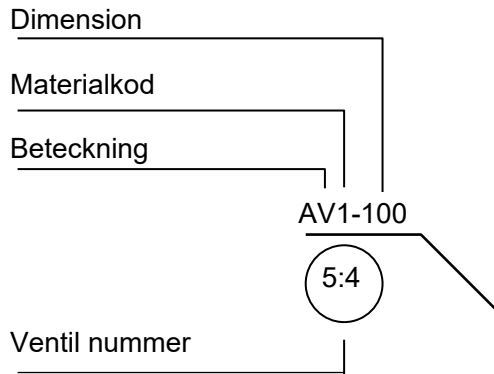 Dimension
Materialkod
Beteckning
AV1-100
5:4
Ventil nummer